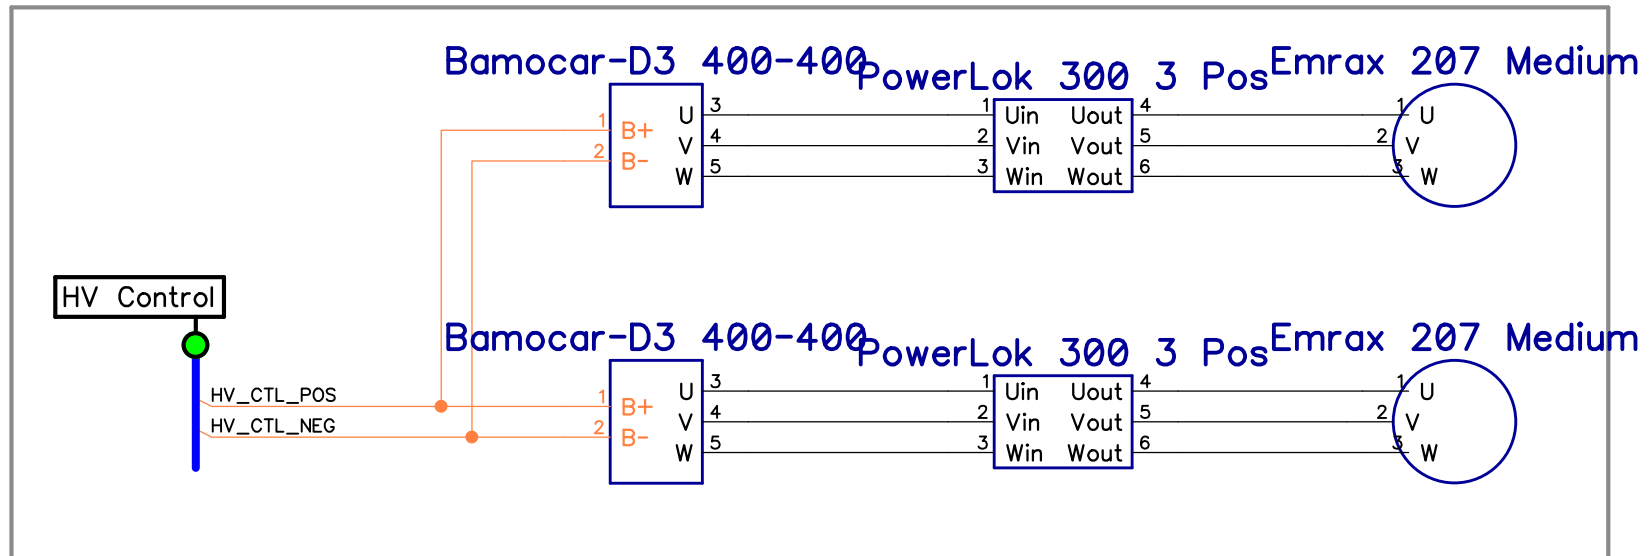 Bamocar-D3 400-400
PowerLok 300 3 Pos
Emrax 207 Medium
1 B+ U 3 1 Uin Uout 4 1 U
2 B- V 4 2 Vin Vout 5 2 V
W 5 3 Win Wout 6 3 W
HV Control
Bamocar-D3 400-400
PowerLok 300 3 Pos
Emrax 207 Medium
HV_CTL_POS 1 B+ U 3 1 Uin Uout 4 1 U
HV_CTL_NEG 2 B- V 4 2 Vin Vout 5 2 V
W 5 3 Win Wout 6 3 W